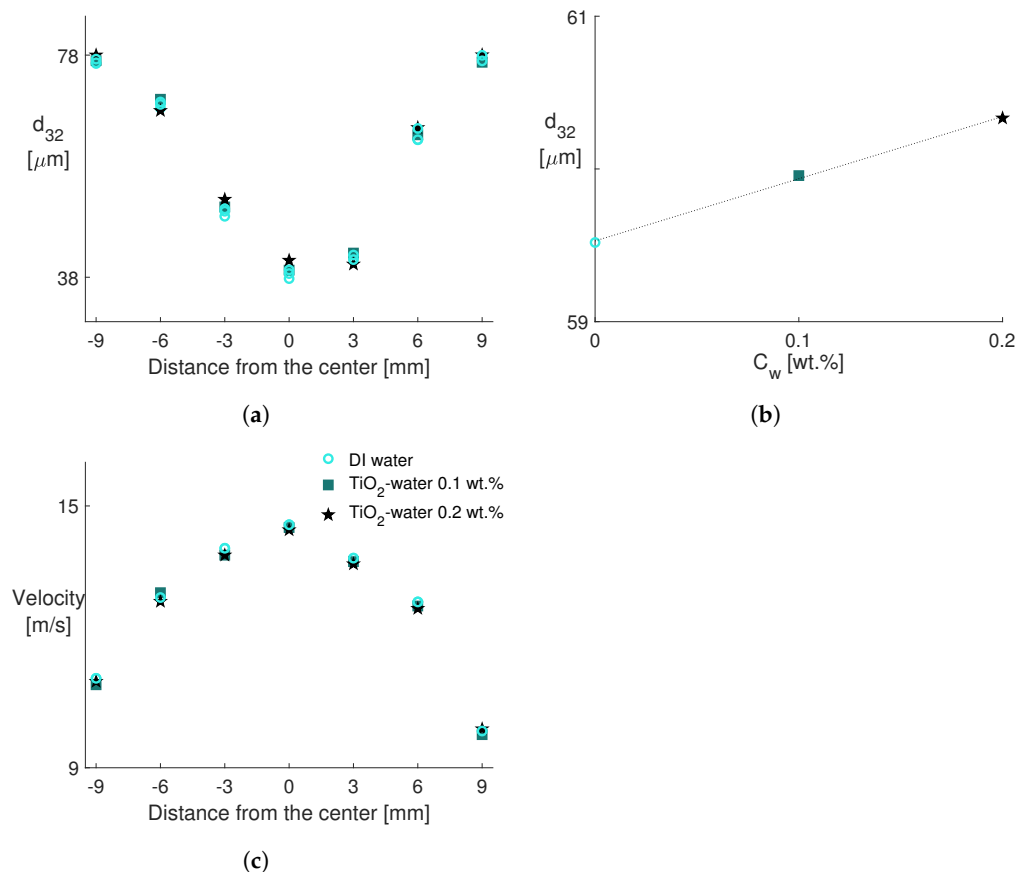 78
d32
[μm]
38
-9 -6 -3 0 3 6 9
Distance from the center [mm]
(a)
61
d32
[μm]
59
0 0.1 0.2
Cw [wt.%]
(b)
DI water
TiO2-water 0.1 wt.%
TiO2-water 0.2 wt.%
15
Velocity
[m/s]
9
-9 -6 -3 0 3 6 9
Distance from the center [mm]
(c)